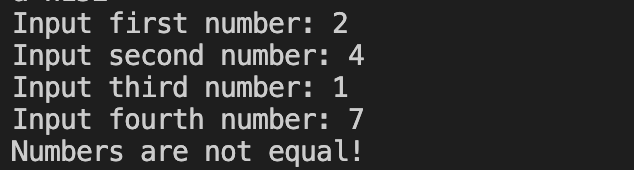 Input first number: 2
Input second number: 4
Input third number: 1
Input fourth number: 7
Numbers are not equal!